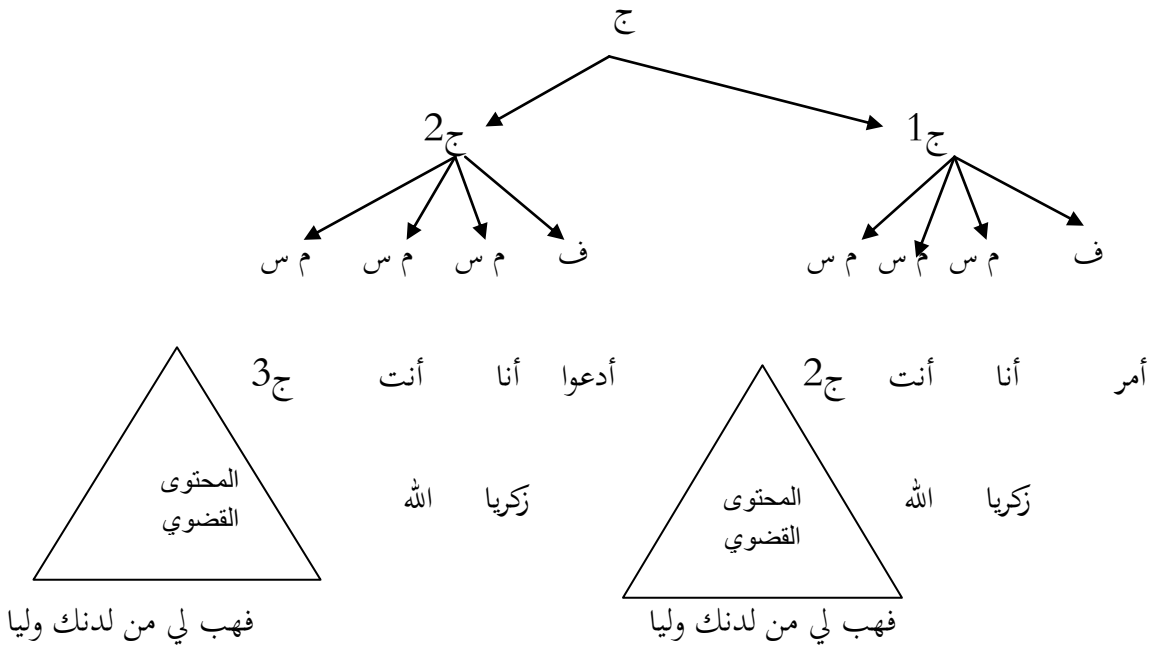 ج
ج1 ج2
ف م س م س م س ف م س م س م س
أمر أنا أنت ج2 أدعوا أنا أنت ج3
زكريا الله المحتوى زكريا الله المحتوى
القضوي القضوي
فهب لي من لدنك وليا فهب لي من لدنك وليا